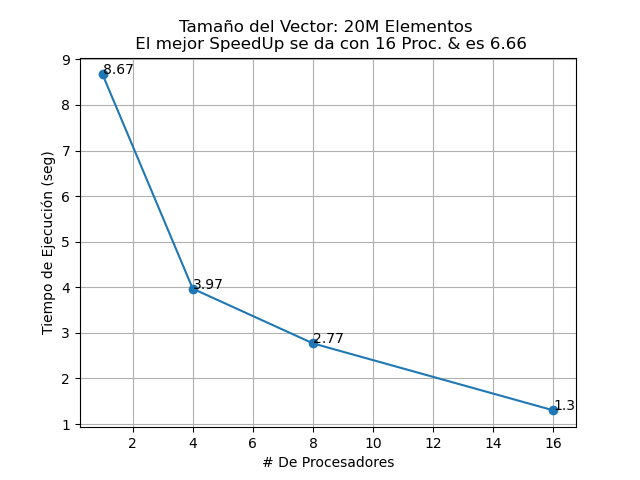 Tamaño del Vector: 20M Elementos
El mejor SpeedUp se da con 16 Proc. & es 6.66
9
8
7
6
5
4
3
2
1
Tiempo de Ejecución (seg)
8.67
3.97
2.77
1.3
2 4 6 8 10 12 14 16
# De Procesadores